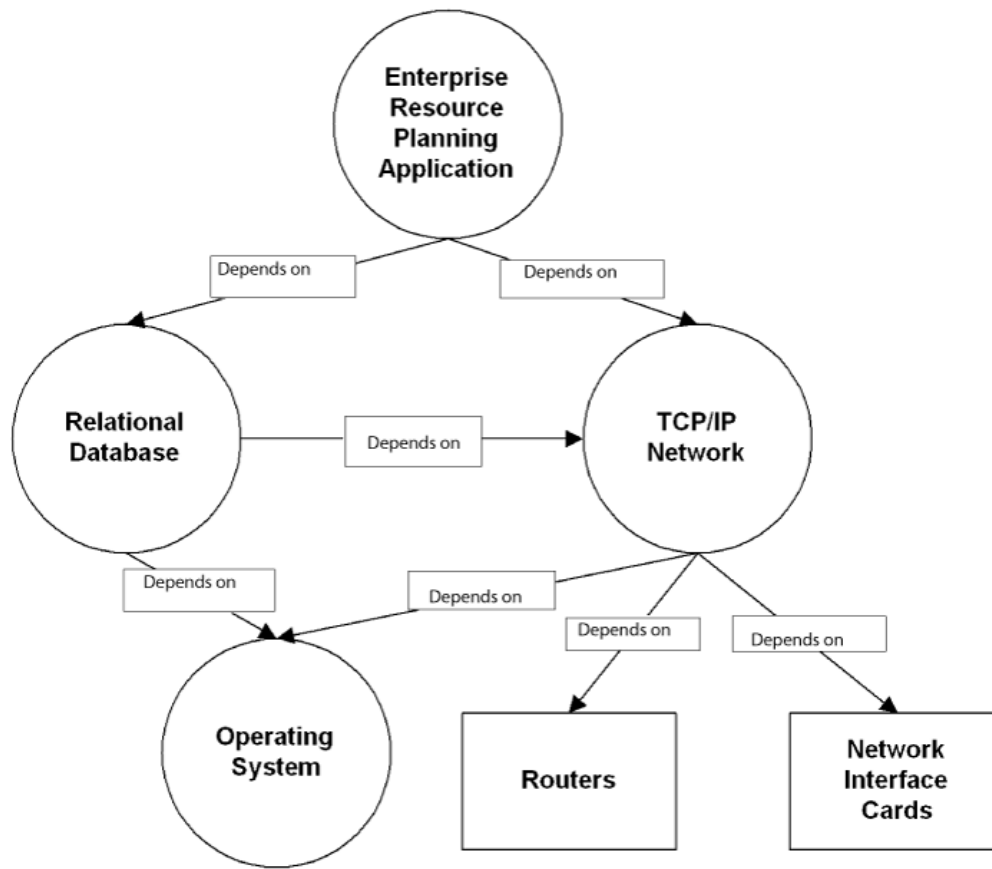 Enterprise
Resource
Planning
Application
Depends on
Depends on
Relational
Database
Depends on
TCP/IP
Network
Depends on
Depends on
Depends on
Depends on
Operating
System
Routers
Network
Interface
Cards